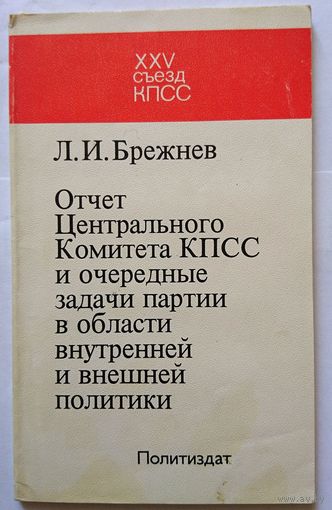 XXV
съезд
КПСС
Л.И.Брежнев
Отчет
Центрального
Комитета КПСС
и очередные
задачи партии
в области
внутренней
и внешней
политики
Политиздат